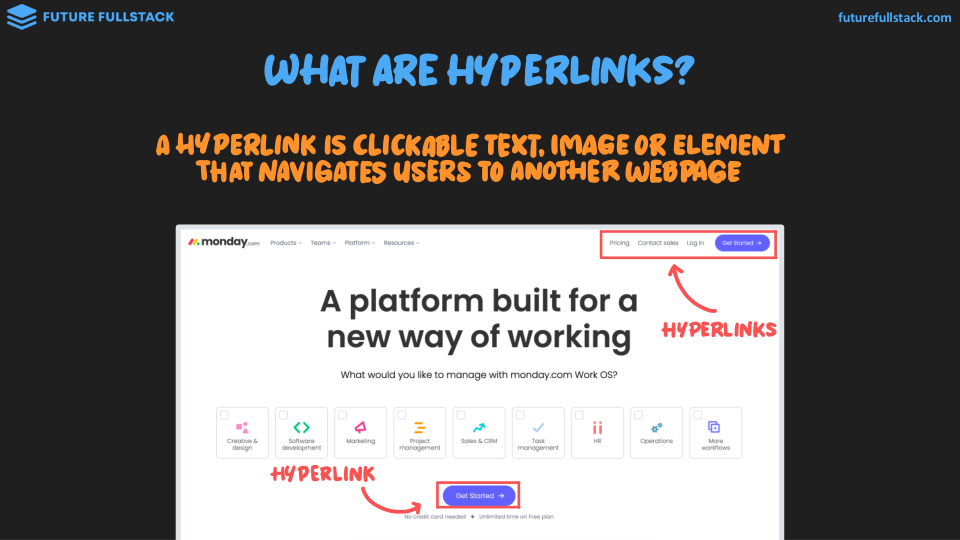 FUTURE FULLSTACK
futurefullstack.com
WHAT ARE HYPERLINKS?
A HYPERLINK IS CLICKABLE TEXT, IMAGE OR ELEMENT
THAT NAVIGATES USERS TO ANOTHER WEBPAGE
monday.com Products Teams Platform Resources Pricing Contact sales Log in Get Started →
A platform built for a
new way of working
HYPERLINKS
What would you like to manage with monday.com Work OS?
Creative &
design
Software
development
Marketing
Project
management
Sales & CRM
Task
management
HR
Operations
More
workflows
HYPERLINK
Get Started →
No credit card needed ✦ Unlimited time on Free plan